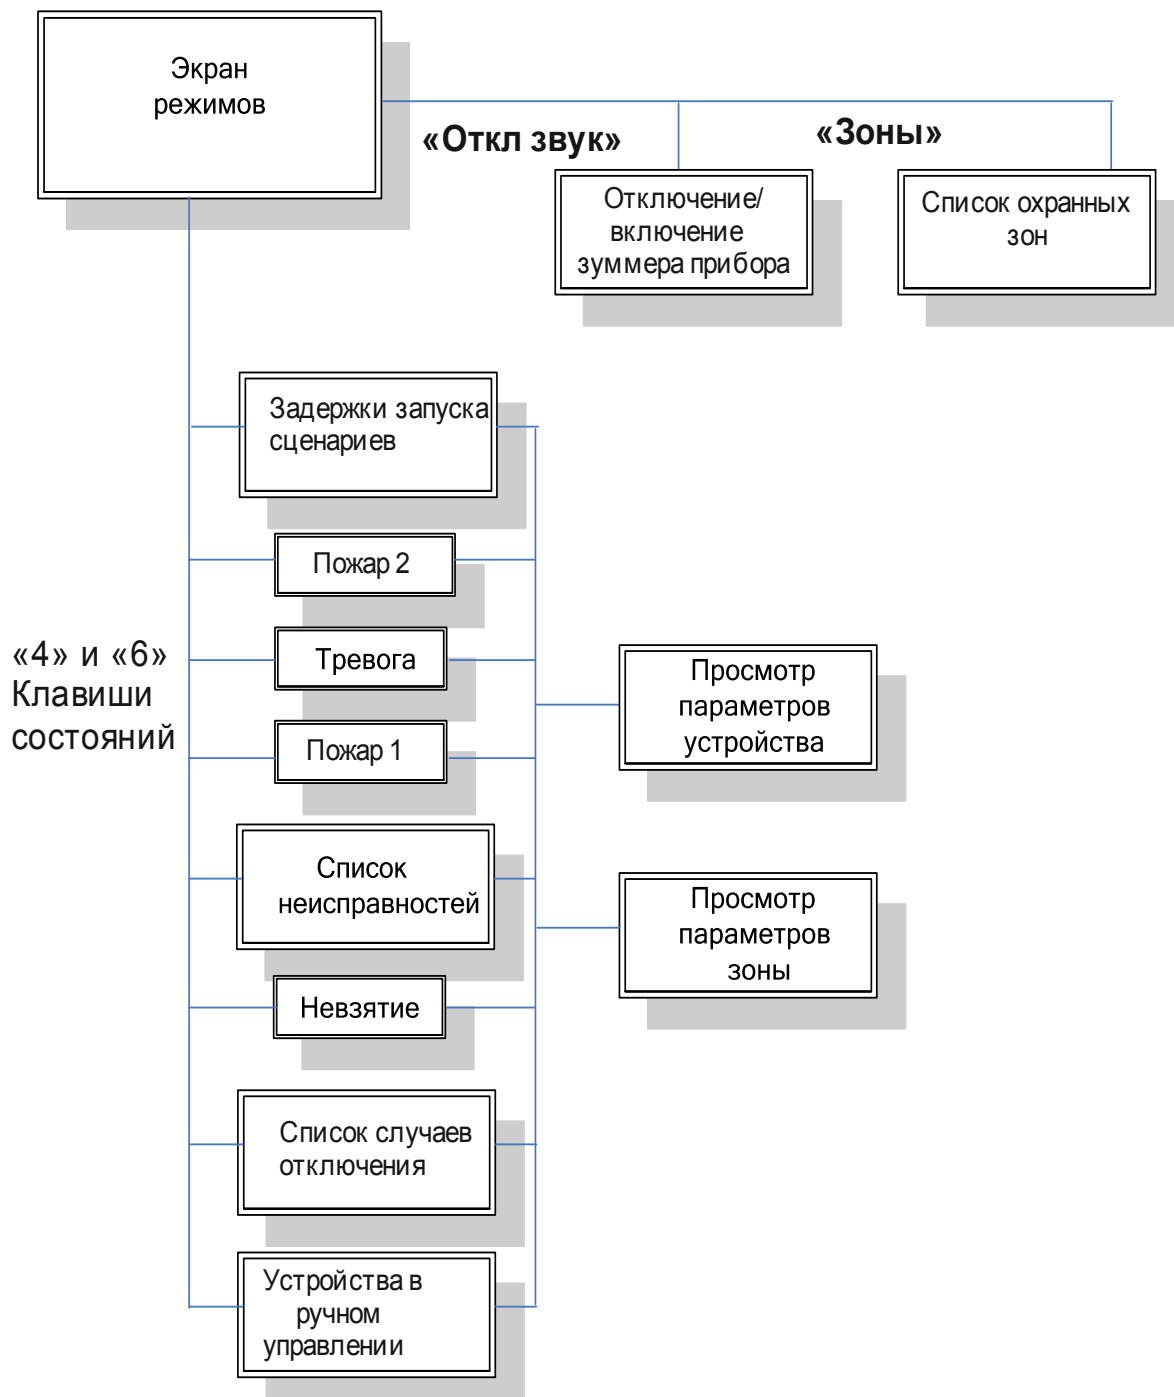 Экран
режимов
«Откл звук»
«Зоны»
Отключение/
включение
зуммера прибора
Список охранных
зон
Задержки запуска
сценариев
Пожар 2
«4» и «6»
Клавиши
состояний
Тревога
Пожар 1
Просмотр
параметров
устройства
Список
неисправностей
Просмотр
параметров
зоны
Невзятие
Список случаев
отключения
Устройства в
ручном
управлении